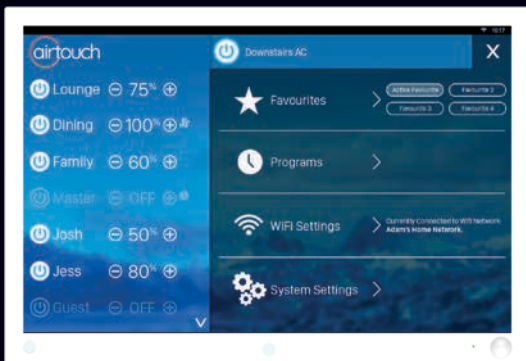 10:17
airtouch
Downstairs AC
X
Lounge 75%
Dining 100%
Family 60%
Master OFF
Josh 50%
Jess 80%
Guest OFF
Favourites
Active Favourite
Favourite 2
Favourite 3
Favourite 4
Programs
WiFi Settings
Currently Connected to Wifi Network
Adam's Home Network.
System Settings